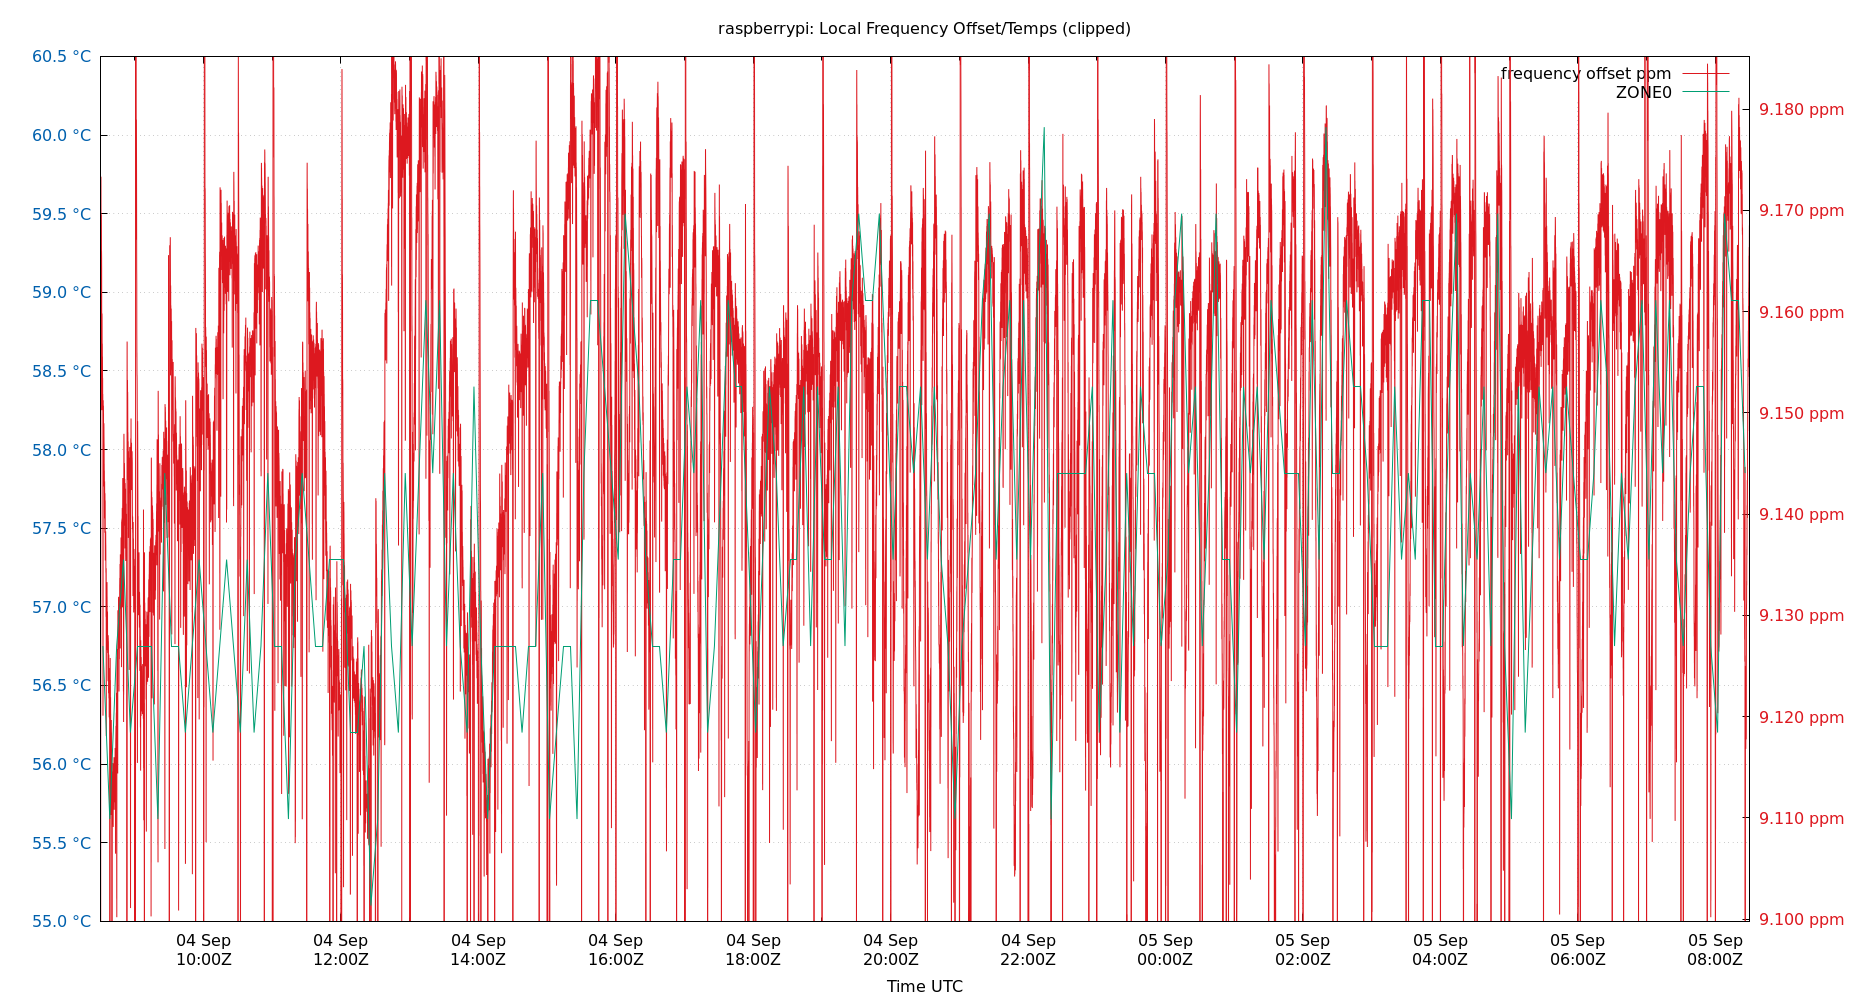 raspberrypi: Local Frequency Offset/Temps (clipped)
frequency offset ppm
ZONE0
60.5 °C
60.0 °C
59.5 °C
59.0 °C
58.5 °C
58.0 °C
57.5 °C
57.0 °C
56.5 °C
56.0 °C
55.5 °C
55.0 °C
9.180 ppm
9.170 ppm
9.160 ppm
9.150 ppm
9.140 ppm
9.130 ppm
9.120 ppm
9.110 ppm
9.100 ppm
04 Sep 04 Sep 04 Sep 04 Sep 04 Sep 04 Sep 04 Sep 05 Sep 05 Sep 05 Sep 05 Sep 05 Sep
10:00Z 12:00Z 14:00Z 16:00Z 18:00Z 20:00Z 22:00Z 00:00Z 02:00Z 04:00Z 06:00Z 08:00Z
Time UTC